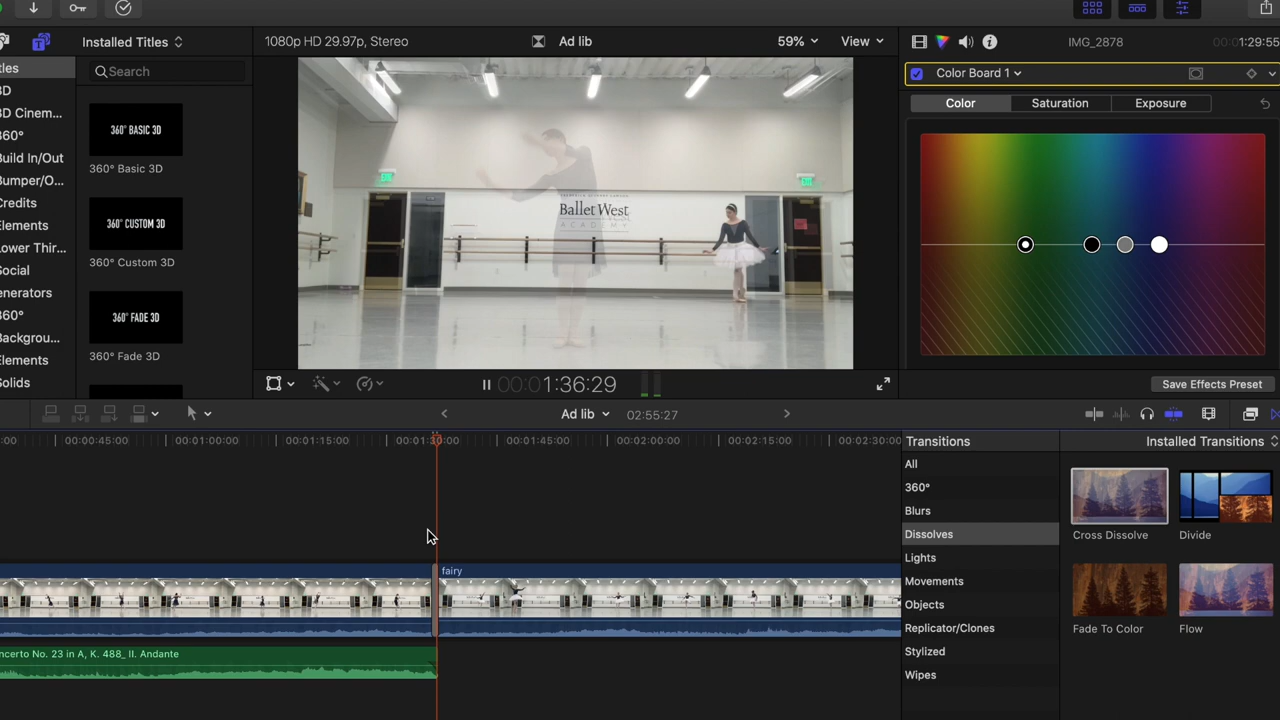 Installed Titles
1080p HD 29.97p, Stereo
Ad lib
59%
View
IMG_2878
00:01:29:55
Search
Color Board 1
Color
Saturation
Exposure
360° BASIC 3D
360° Basic 3D
360° CUSTOM 3D
360° Custom 3D
360° FADE 3D
360° Fade 3D
tles
3D
3D Cinem...
360°
Build In/Out
Bumper/O...
Credits
Elements
Lower Thir...
Social
enerators
360°
Backgrou...
Elements
Solids
Ballet West
ACADEMY
00:01:36:29
Save Effects Preset
Ad lib
02:55:27
:00
00:00:45:00
00:01:00:00
00:01:15:00
00:01:30:00
00:01:45:00
00:02:00:00
00:02:15:00
00:02:30:00
Transitions
Installed Transitions
All
360°
Blurs
Dissolves
Lights
Movements
Objects
Replicator/Clones
Stylized
Wipes
Cross Dissolve
Divide
Fade To Color
Flow
fairy
ncerto No. 23 in A, K. 488_ II. Andante